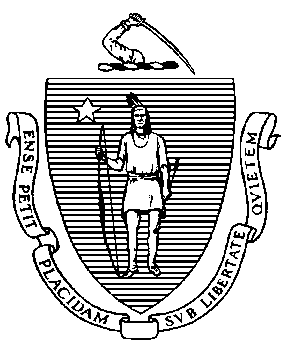 ENSE PETIT
PLACIDAM
SVB LIBERTATE
QVIETEM